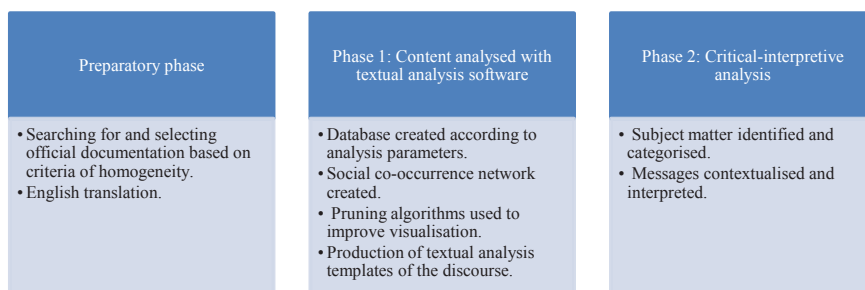 Preparatory phase
• Searching for and selecting
official documentation based on
criteria of homogeneity.
• English translation.
Phase 1: Content analysed with
textual analysis software
• Database created according to
analysis parameters.
• Social co-occurrence network
created.
• Pruning algorithms used to
improve visualisation.
• Production of textual analysis
templates of the discourse.
Phase 2: Critical-interpretive
analysis
• Subject matter identified and
categorised.
• Messages contextualised and
interpreted.